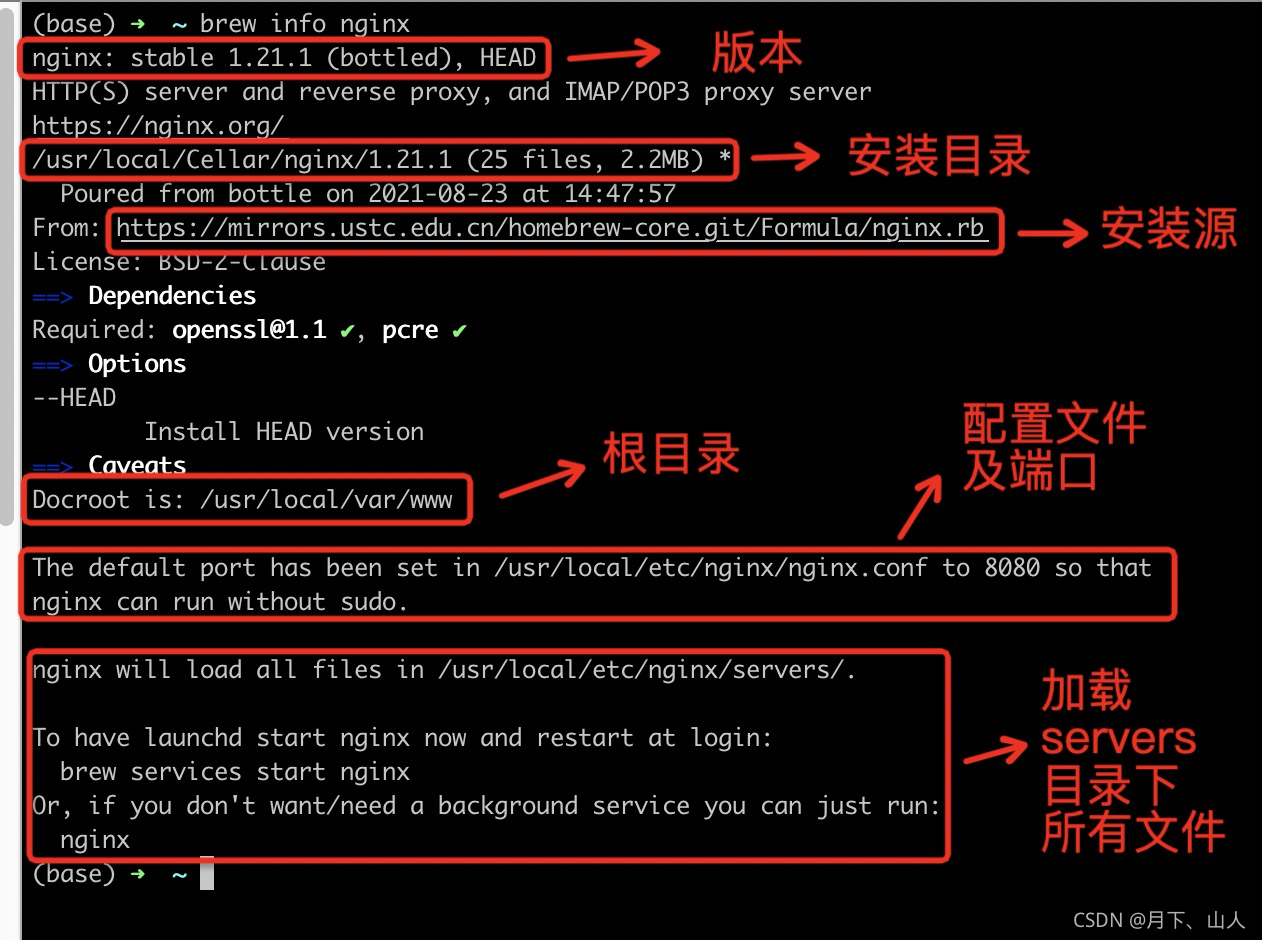 (base) ➜ ~ brew info nginx
nginx: stable 1.21.1 (bottled), HEAD
版本
HTTP(S) server and reverse proxy, and IMAP/POP3 proxy server
https://nginx.org/
/usr/local/Cellar/nginx/1.21.1 (25 files, 2.2MB) *
安装目录
Poured from bottle on 2021-08-23 at 14:47:57
From: https://mirrors.ustc.edu.cn/homebrew-core.git/Formula/nginx.rb
安装源
License: BSD-2-Clause
==> Dependencies
Required: openssl@1.1 ✔, pcre ✔
==> Options
--HEAD
Install HEAD version
==> Caveats
Docroot is: /usr/local/var/www
根目录
配置文件
及端口
The default port has been set in /usr/local/etc/nginx/nginx.conf to 8080 so that
nginx can run without sudo.
nginx will load all files in /usr/local/etc/nginx/servers/.
To have launchd start nginx now and restart at login:
brew services start nginx
Or, if you don't want/need a background service you can just run:
nginx
加载
servers
目录下
所有文件
(base) ➜ ~
CSDN @月下、山人